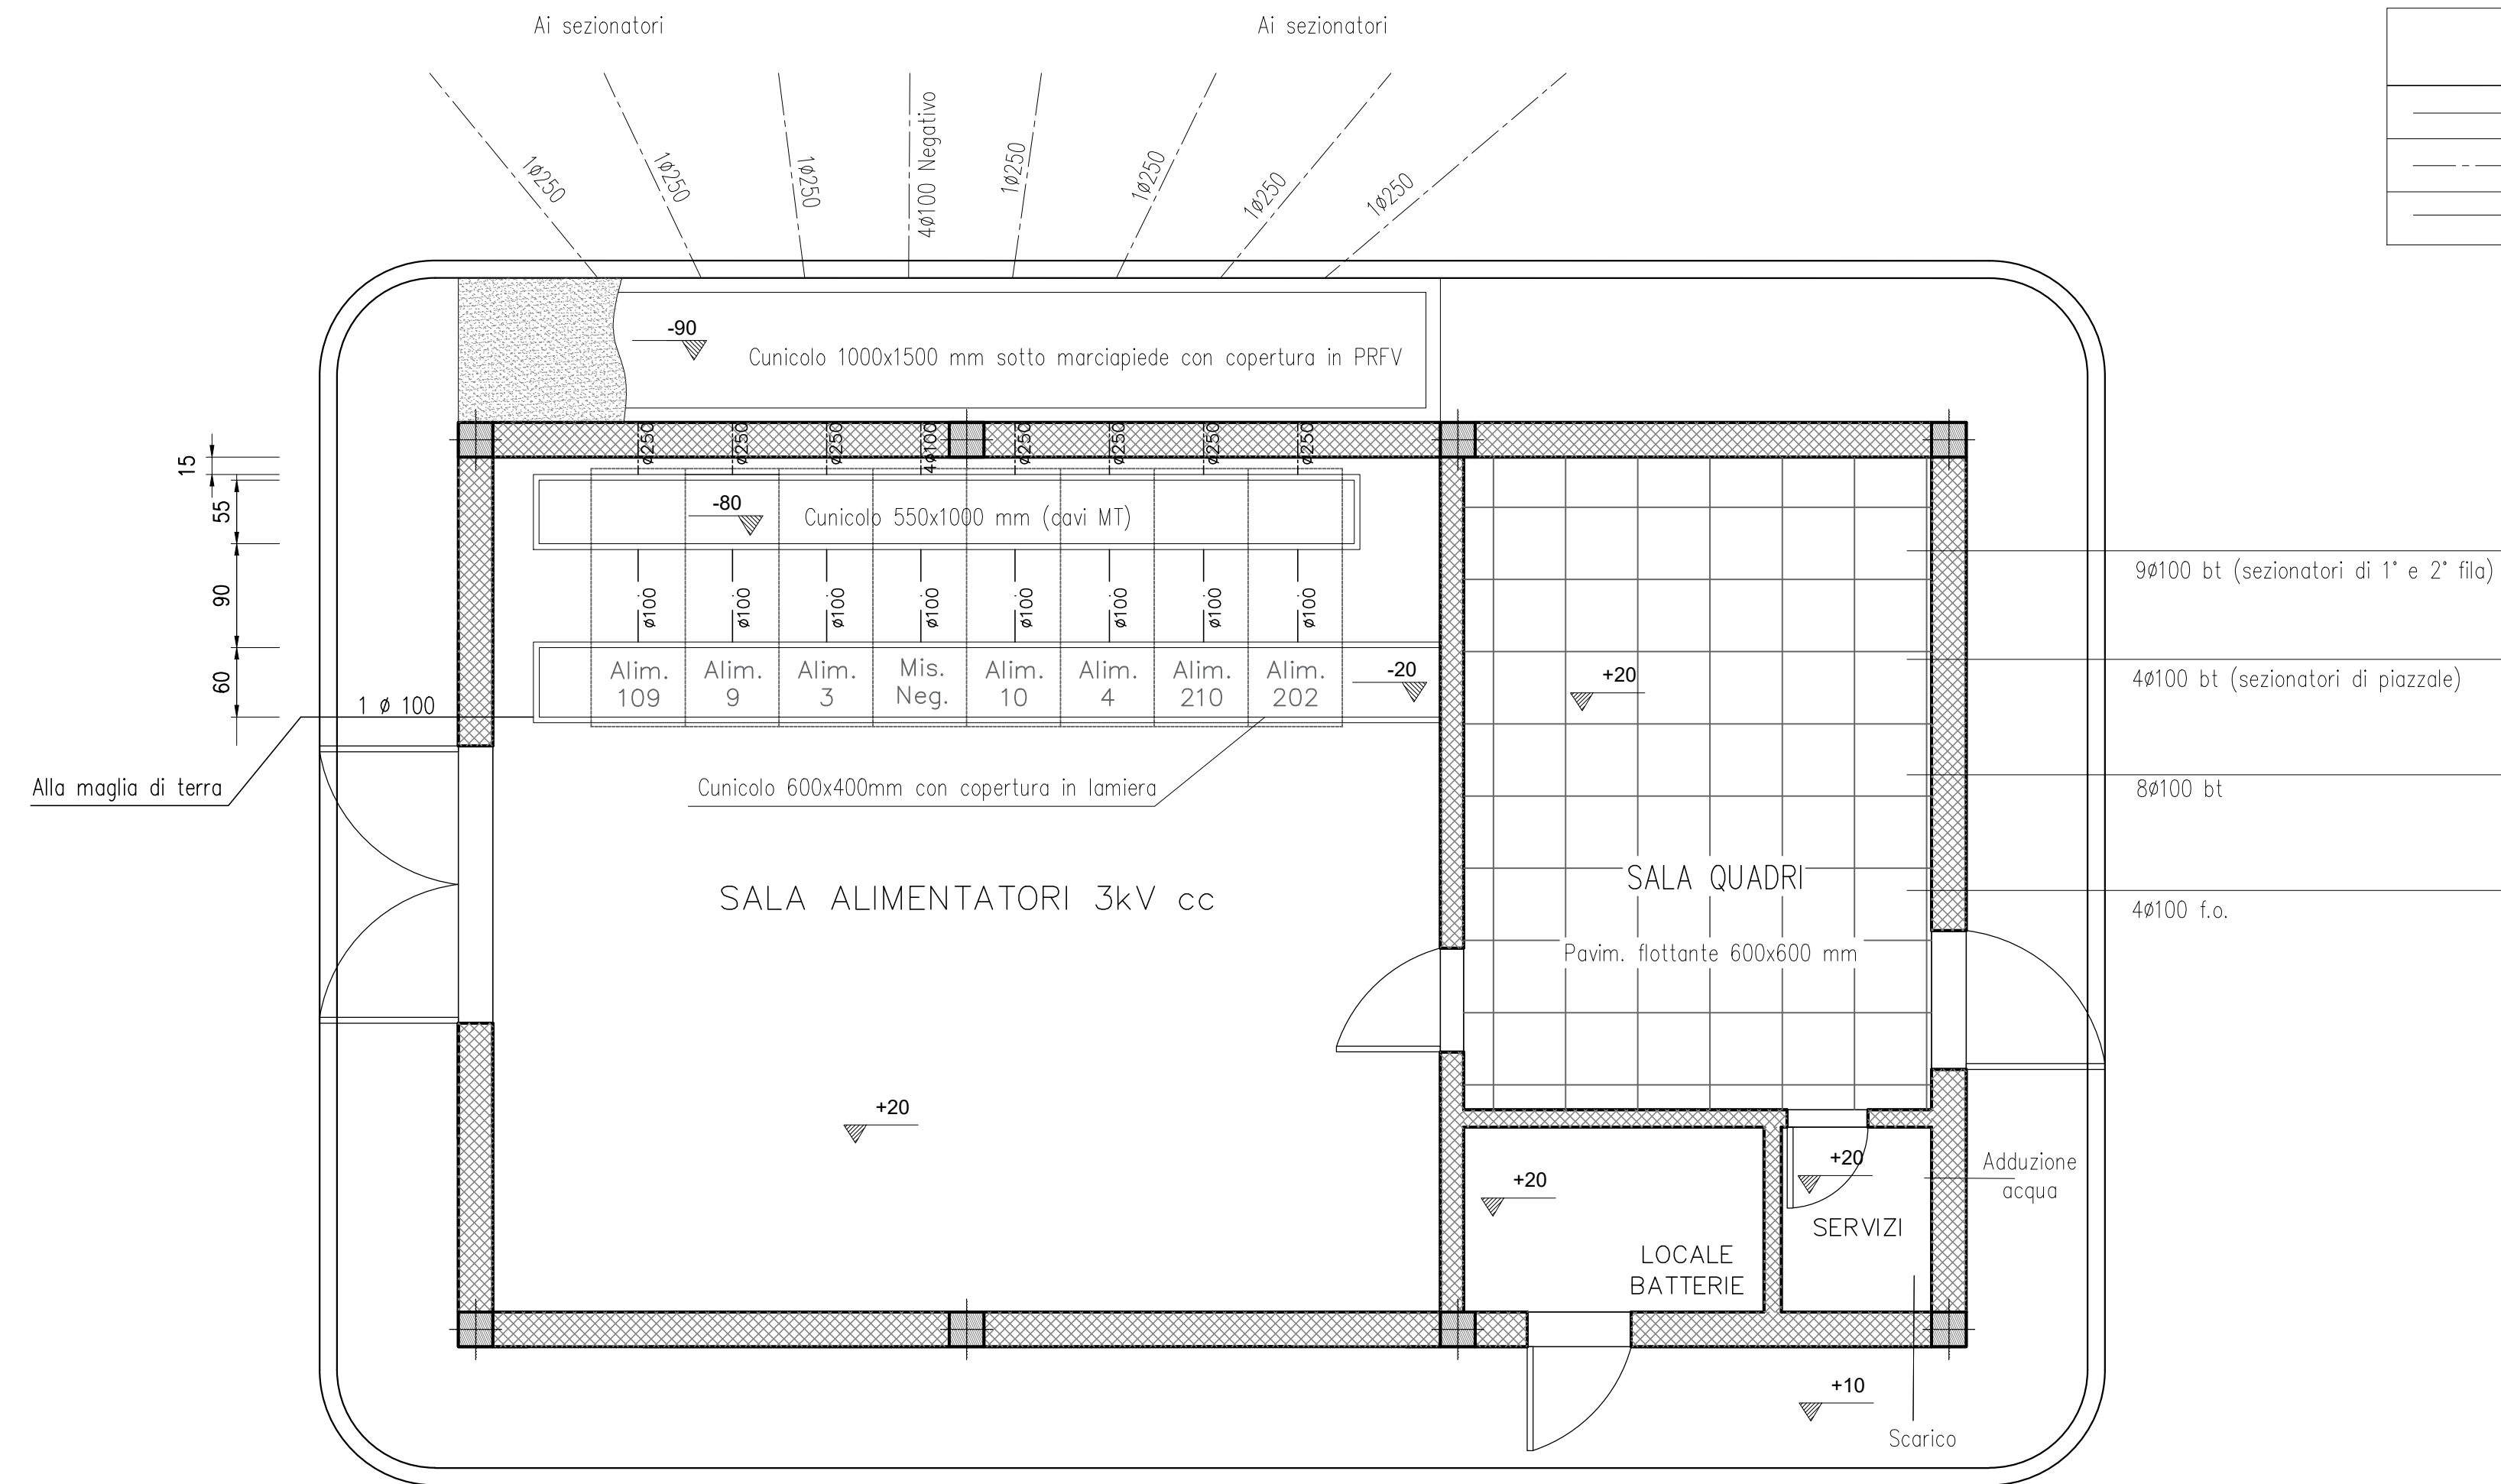 Ai sezionatori
Ai sezionatori
1ø250
1ø250
1ø250
4ø100 Negativo
1ø250
1ø250
1ø250
1ø250
-90
Cunicolo 1000x1500 mm sotto marciapiede con copertura in PRFV
ø250
ø250
ø250
4ø100
ø250
ø250
ø250
ø250
15
55
90
60
-80
Cunicolo 550x1000 mm (cavi MT)
ø100
ø100
ø100
ø100
ø100
ø100
ø100
ø100
Alim.
109
Alim.
9
Alim.
3
Mis.
Neg.
Alim.
10
Alim.
4
Alim.
210
Alim.
202
-20
+20
1 ø 100
Alla maglia di terra
Cunicolo 600x400mm con copertura in lamiera
9ø100 bt (sezionatori di 1° e 2° fila)
4ø100 bt (sezionatori di piazzale)
8ø100 bt
4ø100 f.o.
SALA ALIMENTATORI 3kV cc
SALA QUADRI
Pavim. flottante 600x600 mm
+20
+20
+20
Adduzione
acqua
SERVIZI
LOCALE
BATTERIE
+10
Scarico